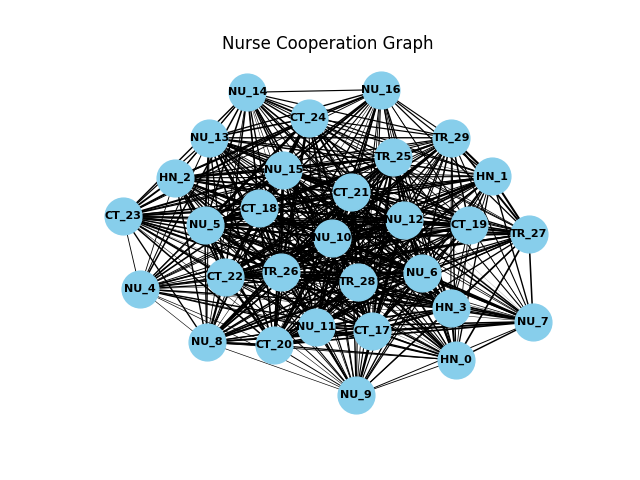 Nurse Cooperation Graph
NU_14
NU_16
CT_24
NU_13
TR_29
TR_25
NU_15
HN_2
HN_1
CT_21
CT_18
CT_23
NU_12
NU_5
CT_19
TR_27
NU_10
TR_26
NU_6
CT_22
TR_28
NU_4
HN_3
NU_7
NU_11
CT_17
NU_8
CT_20
HN_0
NU_9